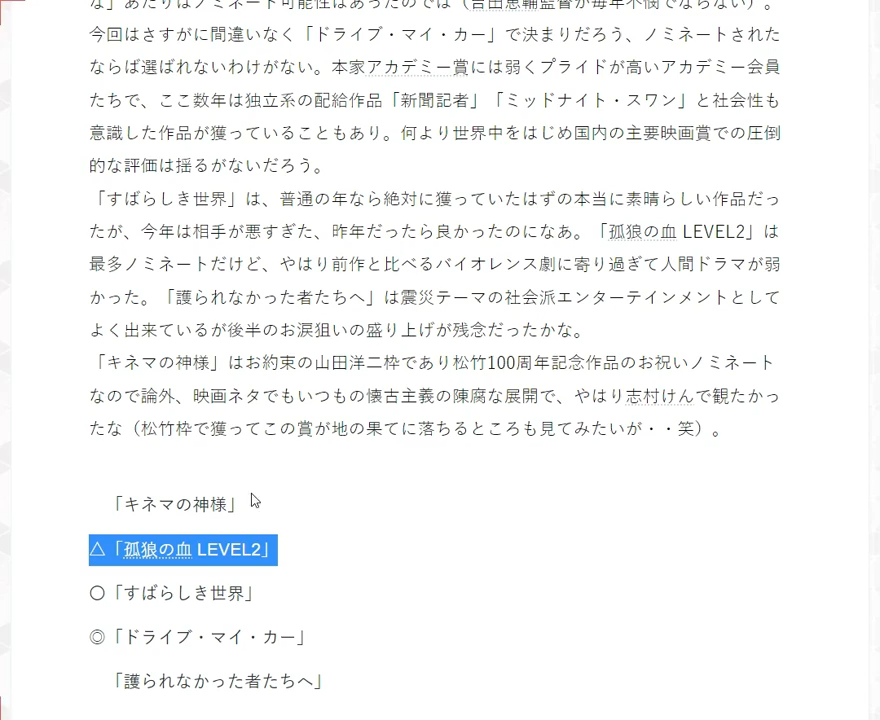 な」あたりはノミネート可能性はあったのでは（吉田恵輔監督が毎年不憫でならない）。
今回はさすがに間違いなく「ドライブ・マイ・カー」で決まりだろう、ノミネートされた
ならば選ばれないわけがない。本家アカデミー賞には弱くプライドが高いアカデミー会員
たちで、ここ数年は独立系の配給作品「新聞記者」「ミッドナイト・スワン」と社会性も
意識した作品が獲っていることもあり。何より世界中をはじめ国内の主要映画賞での圧倒
的な評価は揺るがないだろう。
「すばらしき世界」は、普通の年なら絶対に獲っていたはずの本当に素晴らしい作品だっ
たが、今年は相手が悪すぎた、昨年だったら良かったのになあ。「孤狼の血 LEVEL2」は
最多ノミネートだけど、やはり前作と比べるバイオレンス劇に寄り過ぎて人間ドラマが弱
かった。「護られなかった者たちへ」は震災テーマの社会派エンターテインメントとして
よく出来ているが後半のお涙狙いの盛り上げが残念だったかな。
「キネマの神様」はお約束の山田洋二枠であり松竹100周年記念作品のお祝いノミネート
なので論外、映画ネタでもいつもの懐古主義の陳腐な展開で、やはり志村けんで観たかっ
たな（松竹枠で獲ってこの賞が地の果てに落ちるところも見てみたいが・・笑）。
「キネマの神様」
△「孤狼の血 LEVEL2」
〇「すばらしき世界」
◎「ドライブ・マイ・カー」
「護られなかった者たちへ」